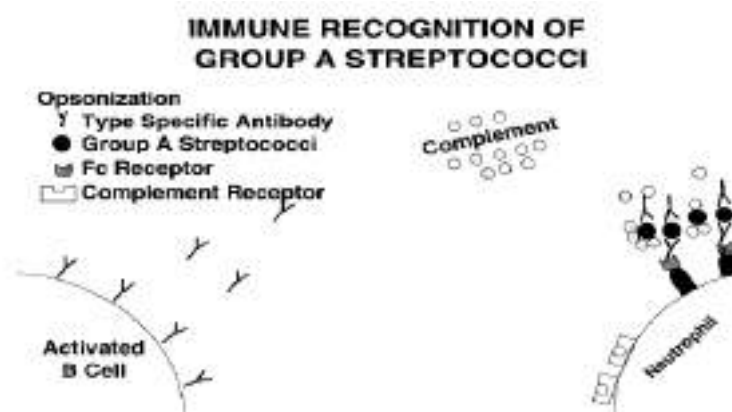 IMMUNE RECOGNITION OF
GROUP A STREPTOCOCCI
Opsonization
Type Specific Antibody
Group A Streptococci
Fc Receptor
Complement Receptor
Complement
Activated
B Cell
Neutrophil